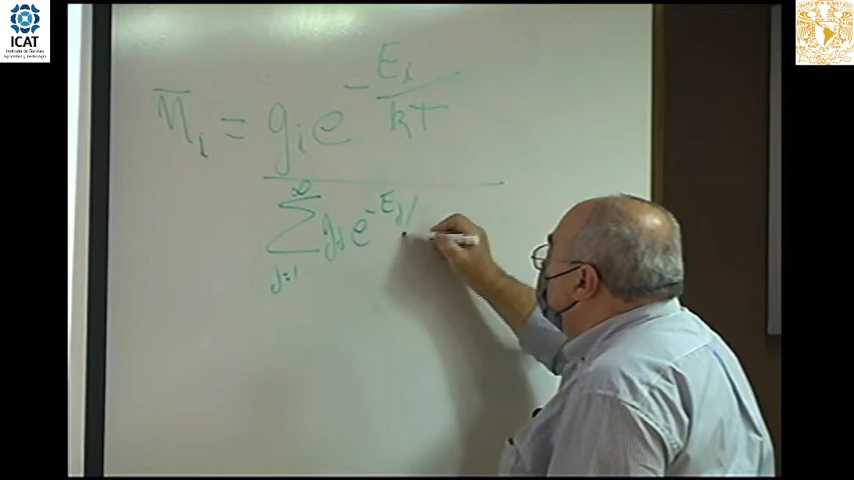 ICAT
n̄ᵢ = gᵢ e^(-Eᵢ/kT)
∑_{j=1}^{∞} gⱼ e^(-Eⱼ/